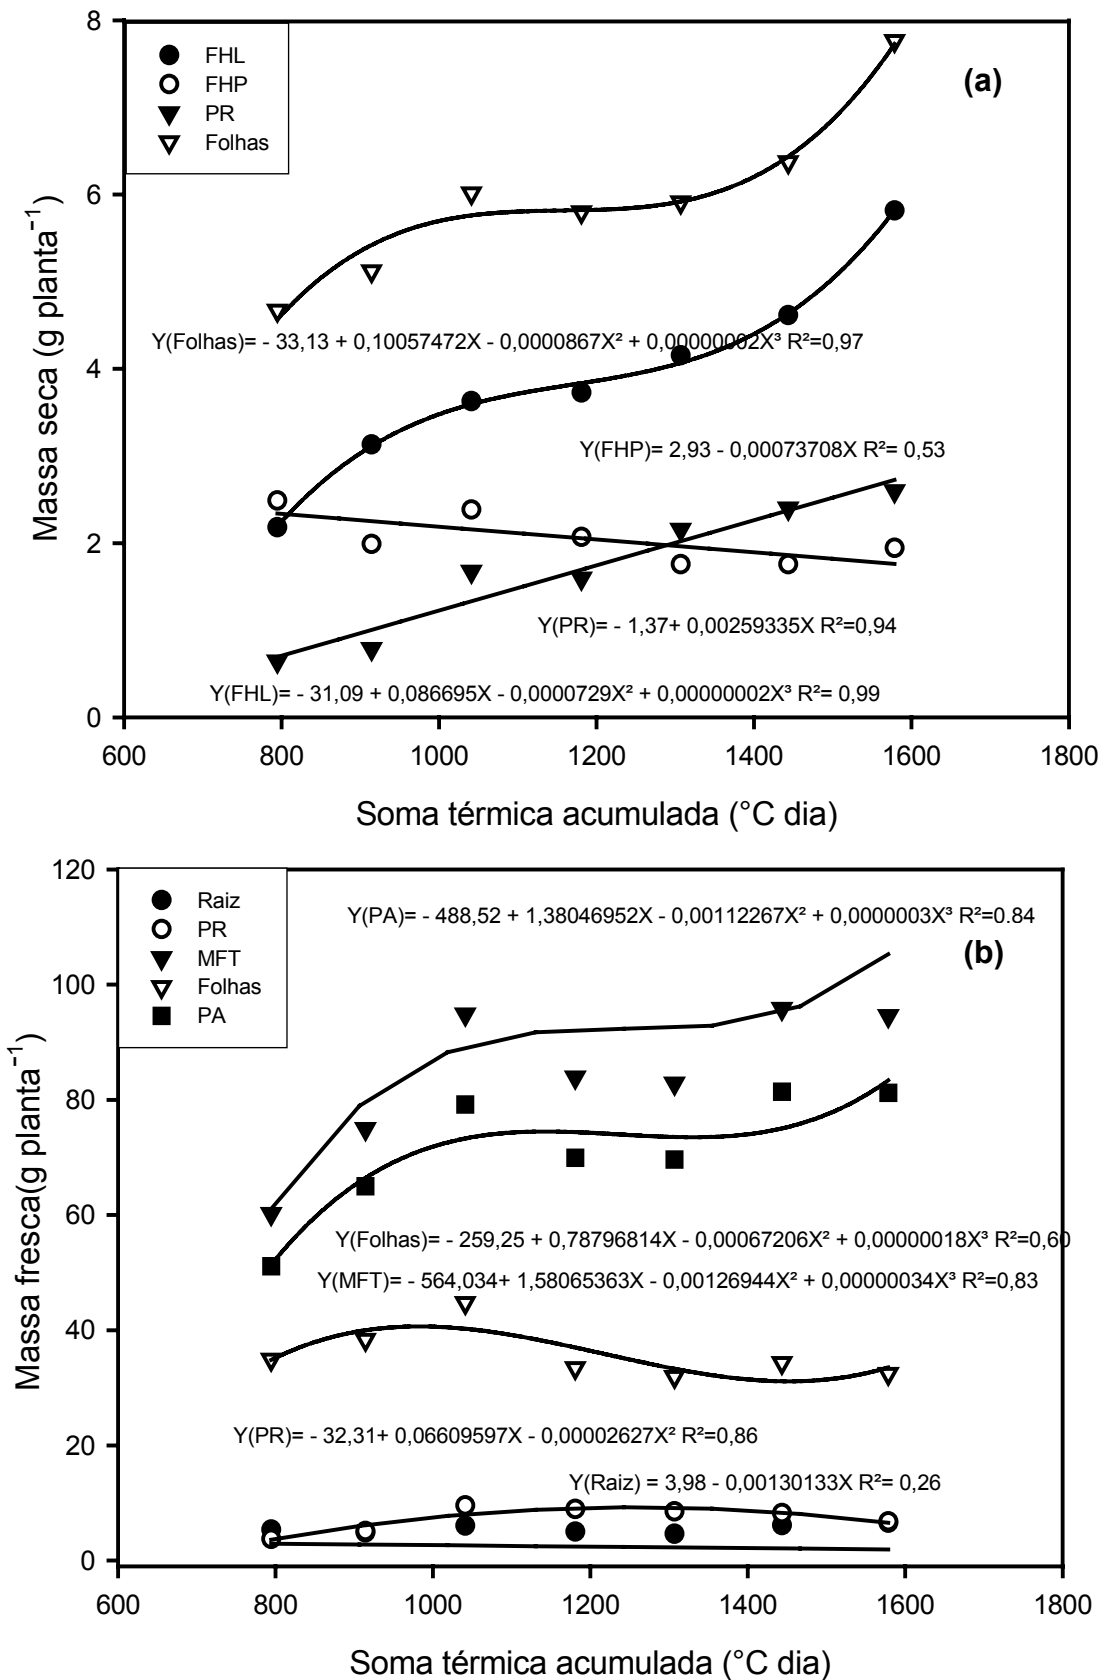 8
FHL
FHP
PR
Folhas
(a)
6
Y(Folhas)= - 33,13 + 0,10057472X - 0,0000867X² + 0,00000002X³ R²=0,97
4
Y(FHP)= 2,93 - 0,00073708X R²= 0,53
2
Y(PR)= - 1,37+ 0,00259335X R²=0,94
Y(FHL)= - 31,09 + 0,086695X - 0,0000729X² + 0,00000002X³ R²= 0,99
0
Massa seca (g planta⁻¹)
600 800 1000 1200 1400 1600 1800
Soma térmica acumulada (°C dia)
120
Raiz
PR
MFT
Folhas
PA
Y(PA)= - 488,52 + 1,38046952X - 0,00112267X² + 0,0000003X³ R²=0.84
(b)
100
80
60
Y(Folhas)= - 259,25 + 0,78796814X - 0,00067206X² + 0,00000018X³ R²=0,60
Y(MFT)= - 564,034+ 1,58065363X - 0,00126944X² + 0,00000034X³ R²=0,83
40
Y(PR)= - 32,31+ 0,06609597X - 0,00002627X² R²=0,86
20
Y(Raiz) = 3,98 - 0,00130133X R²= 0,26
0
Massa fresca(g planta⁻¹)
600 800 1000 1200 1400 1600 1800
Soma térmica acumulada (°C dia)